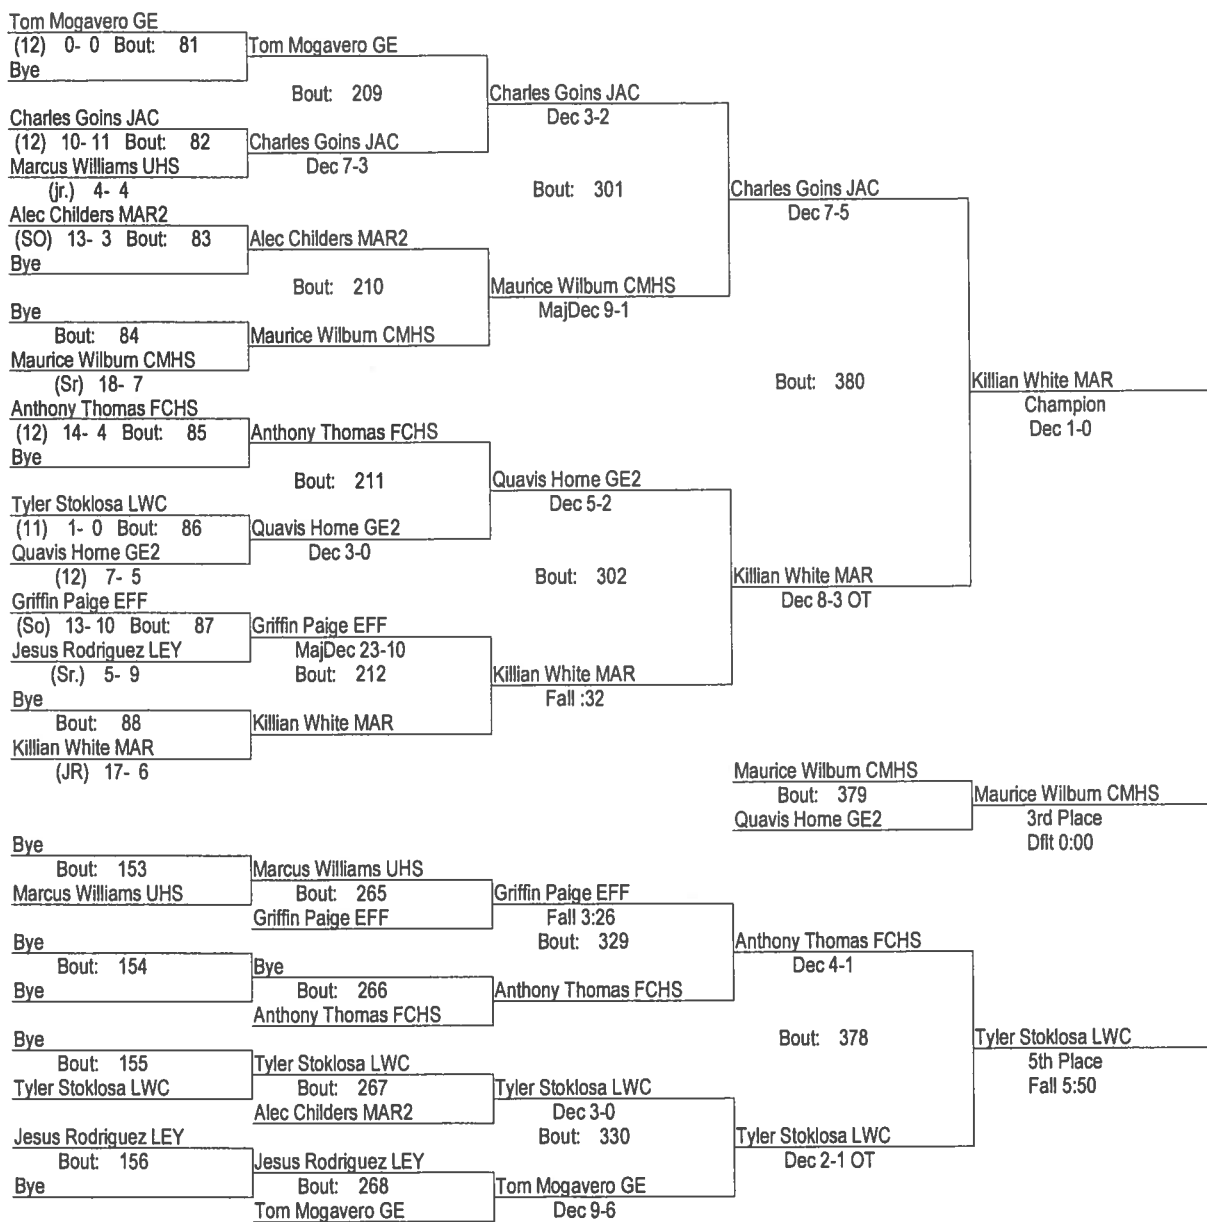 Tom Mogavero GE
(12) 0- 0 Bout: 81
Bye
Tom Mogavero GE
Bout: 209
Charles Goins JAC
(12) 10- 11 Bout: 82
Marcus Williams UHS
(jr.) 4- 4
Charles Goins JAC
Dec 7-3
Charles Goins JAC
Dec 3-2
Bout: 301
Alec Childers MAR2
(SO) 13- 3 Bout: 83
Bye
Alec Childers MAR2
Bout: 210
Bye
Bout: 84
Maurice Wilburn CMHS
(Sr) 18- 7
Maurice Wilburn CMHS
Maurice Wilburn CMHS
MajDec 9-1
Charles Goins JAC
Dec 7-5
Bout: 380
Anthony Thomas FCHS
(12) 14- 4 Bout: 85
Bye
Anthony Thomas FCHS
Bout: 211
Tyler Stoklosa LWC
(11) 1- 0 Bout: 86
Quavis Horne GE2
(12) 7- 5
Quavis Horne GE2
Dec 3-0
Quavis Horne GE2
Dec 5-2
Bout: 302
Griffin Paige EFF
(So) 13- 10 Bout: 87
Jesus Rodriguez LEY
(Sr.) 5- 9
Griffin Paige EFF
MajDec 23-10
Bout: 212
Bye
Bout: 88
Killian White MAR
(JR) 17- 6
Killian White MAR
Killian White MAR
Fall :32
Killian White MAR
Dec 8-3 OT
Killian White MAR
Champion
Dec 1-0
Maurice Wilburn CMHS
Bout: 379
Quavis Horne GE2
Maurice Wilburn CMHS
3rd Place
Dflt 0:00
Bye
Bout: 153
Marcus Williams UHS
Marcus Williams UHS
Bout: 265
Griffin Paige EFF
Griffin Paige EFF
Fall 3:26
Bout: 329
Bye
Bout: 154
Bye
Bye
Bout: 266
Anthony Thomas FCHS
Anthony Thomas FCHS
Anthony Thomas FCHS
Dec 4-1
Bout: 378
Bye
Bout: 155
Tyler Stoklosa LWC
Tyler Stoklosa LWC
Bout: 267
Alec Childers MAR2
Tyler Stoklosa LWC
Dec 3-0
Bout: 330
Jesus Rodriguez LEY
Bout: 156
Bye
Jesus Rodriguez LEY
Bout: 268
Tom Mogavero GE
Tom Mogavero GE
Dec 9-6
Tyler Stoklosa LWC
Dec 2-1 OT
Tyler Stoklosa LWC
5th Place
Fall 5:50